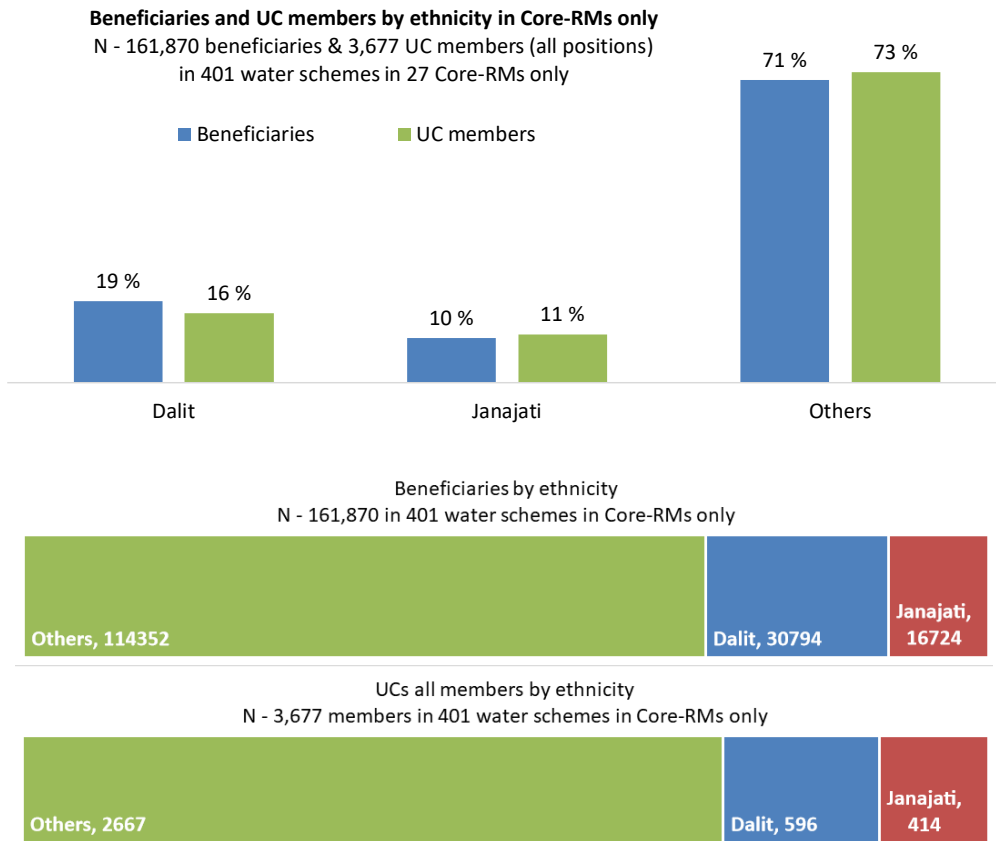 Beneficiaries and UC members by ethnicity in Core-RMs only
N - 161,870 beneficiaries & 3,677 UC members (all positions)
in 401 water schemes in 27 Core-RMs only
Beneficiaries
UC members
19 %
16 %
10 %
11 %
71 %
73 %
Dalit
Janajati
Others
Beneficiaries by ethnicity
N - 161,870 in 401 water schemes in Core-RMs only
Others, 114352
Dalit, 30794
Janajati,
16724
UCs all members by ethnicity
N - 3,677 members in 401 water schemes in Core-RMs only
Others, 2667
Dalit, 596
Janajati,
414